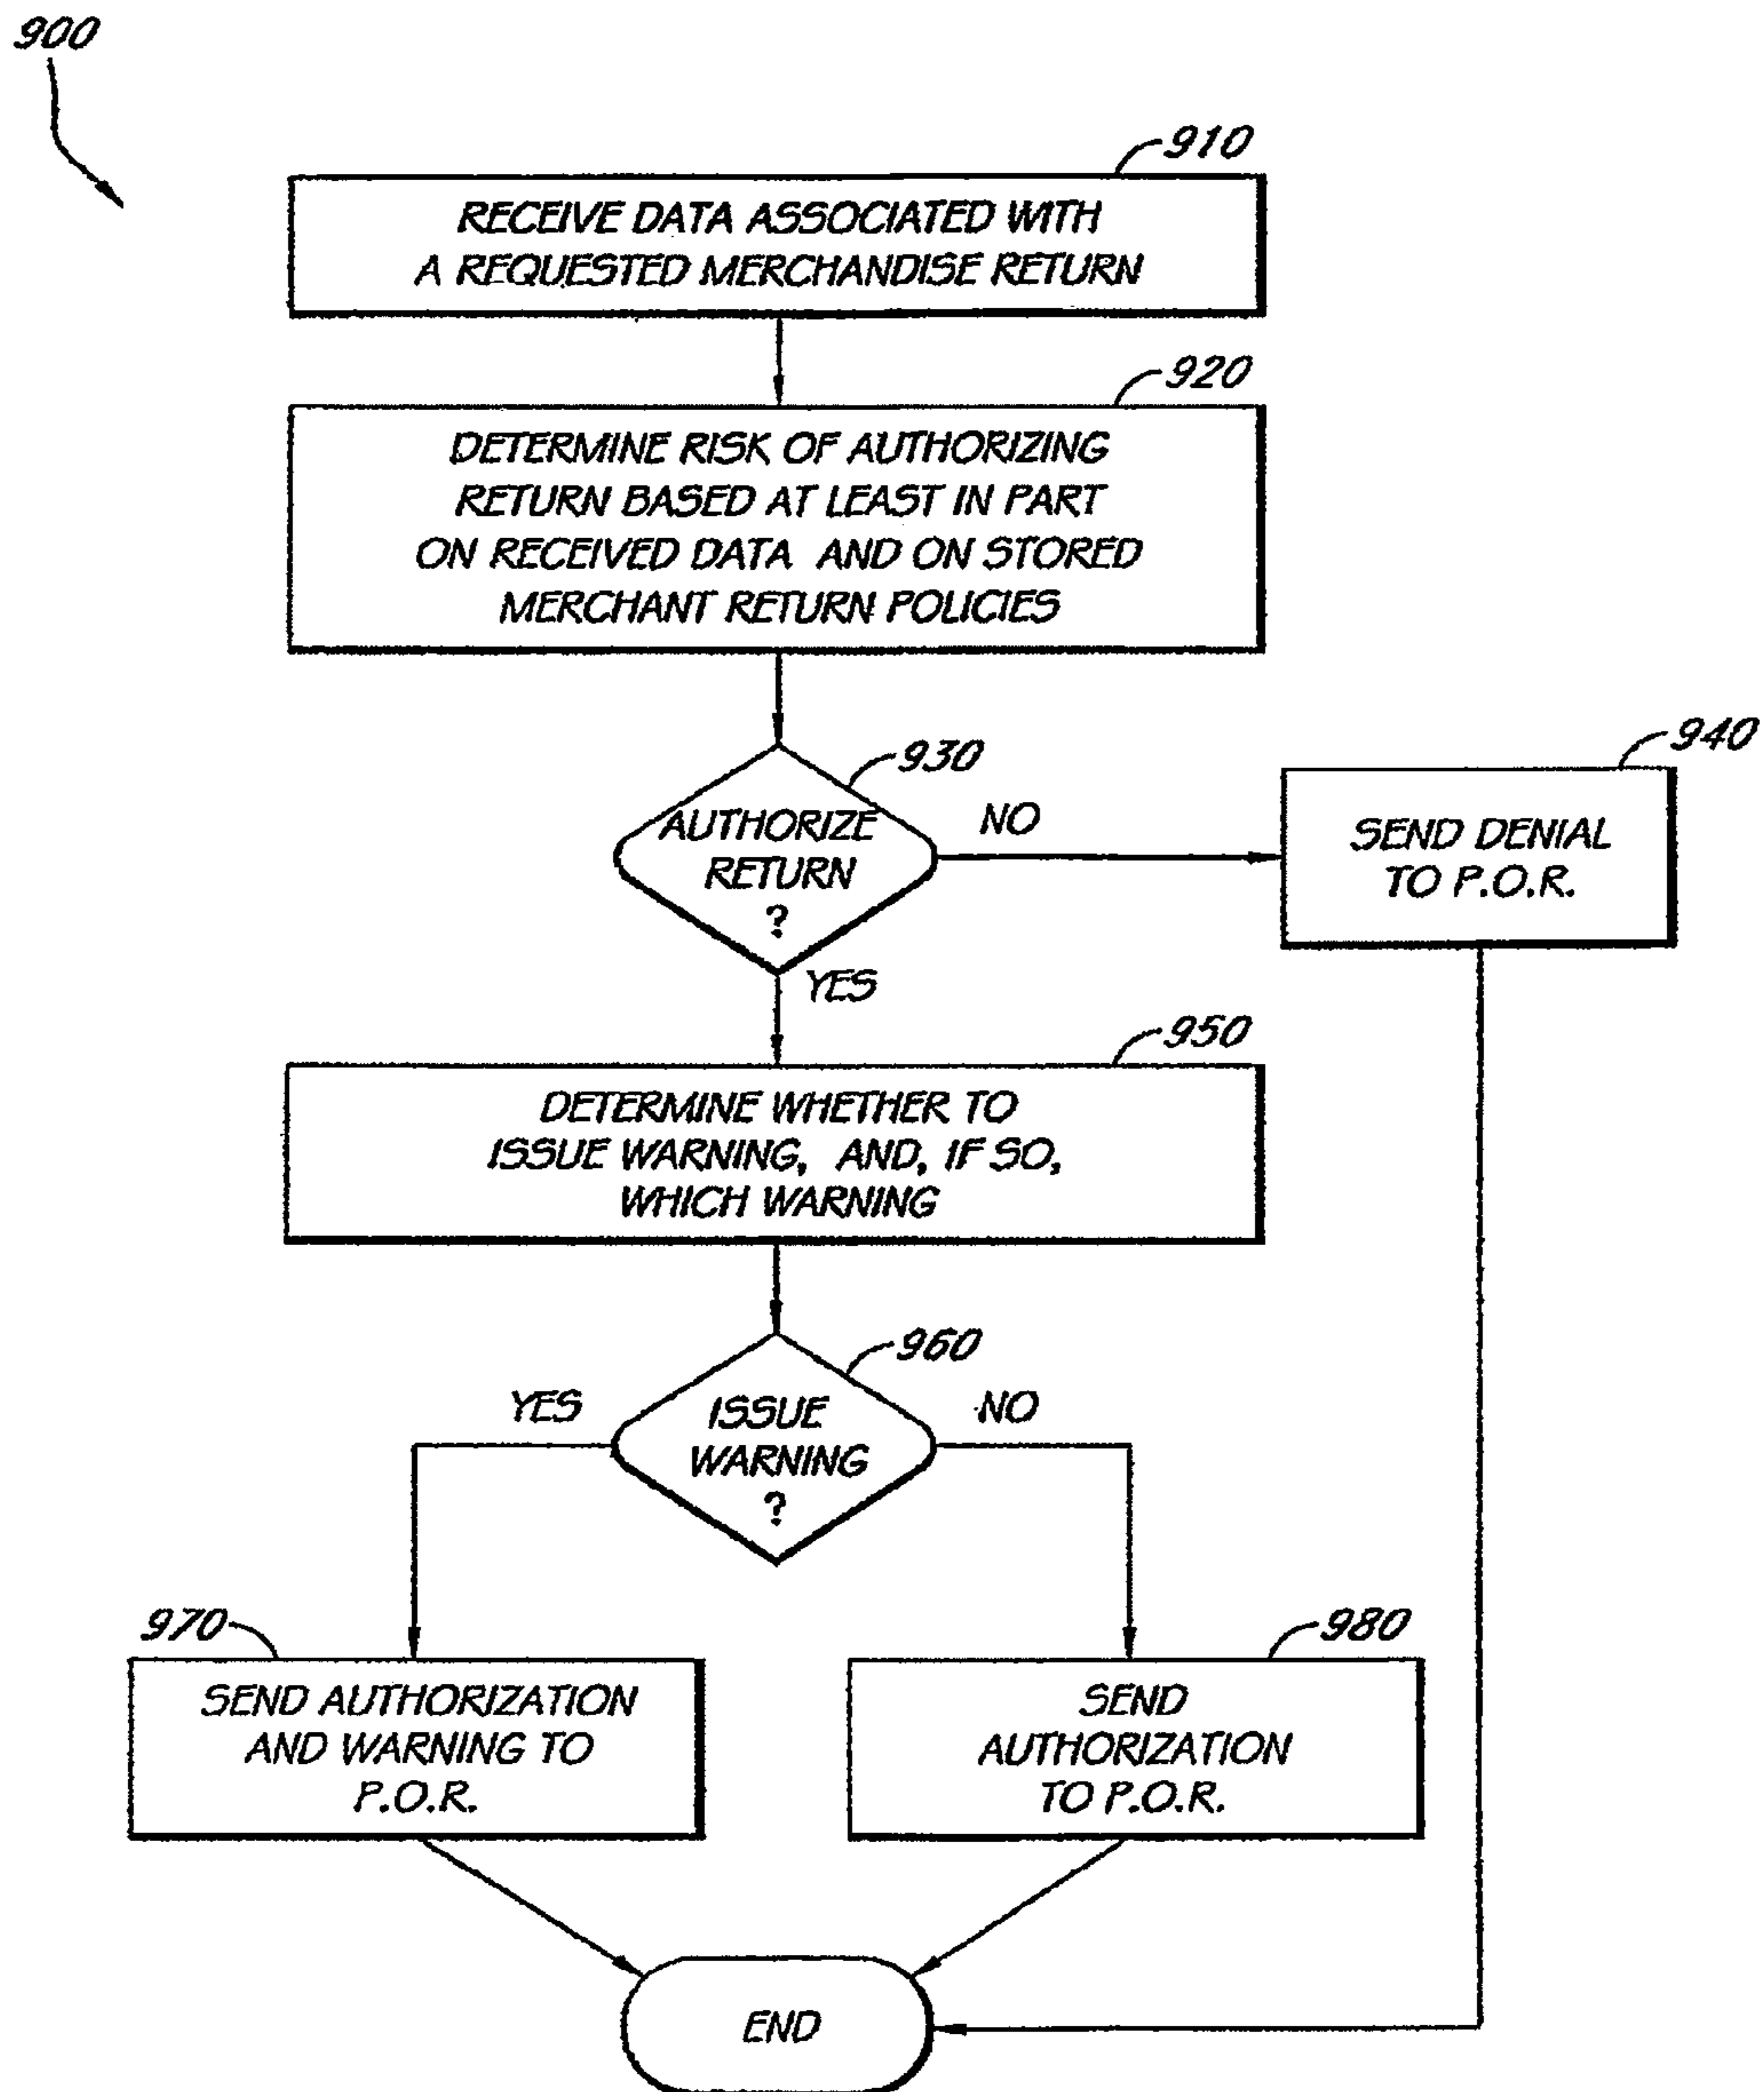 900
910
RECEIVE DATA ASSOCIATED WITH
A REQUESTED MERCHANDISE RETURN
920
DETERMINE RISK OF AUTHORIZING
RETURN BASED AT LEAST IN PART
ON RECEIVED DATA AND ON STORED
MERCHANT RETURN POLICIES
930
AUTHORIZE
RETURN
?
NO
YES
940
SEND DENIAL
TO P.O.R.
950
DETERMINE WHETHER TO
ISSUE WARNING, AND, IF SO,
WHICH WARNING
960
ISSUE
WARNING
?
YES
NO
970
SEND AUTHORIZATION
AND WARNING TO
P.O.R.
980
SEND
AUTHORIZATION
TO P.O.R.
END